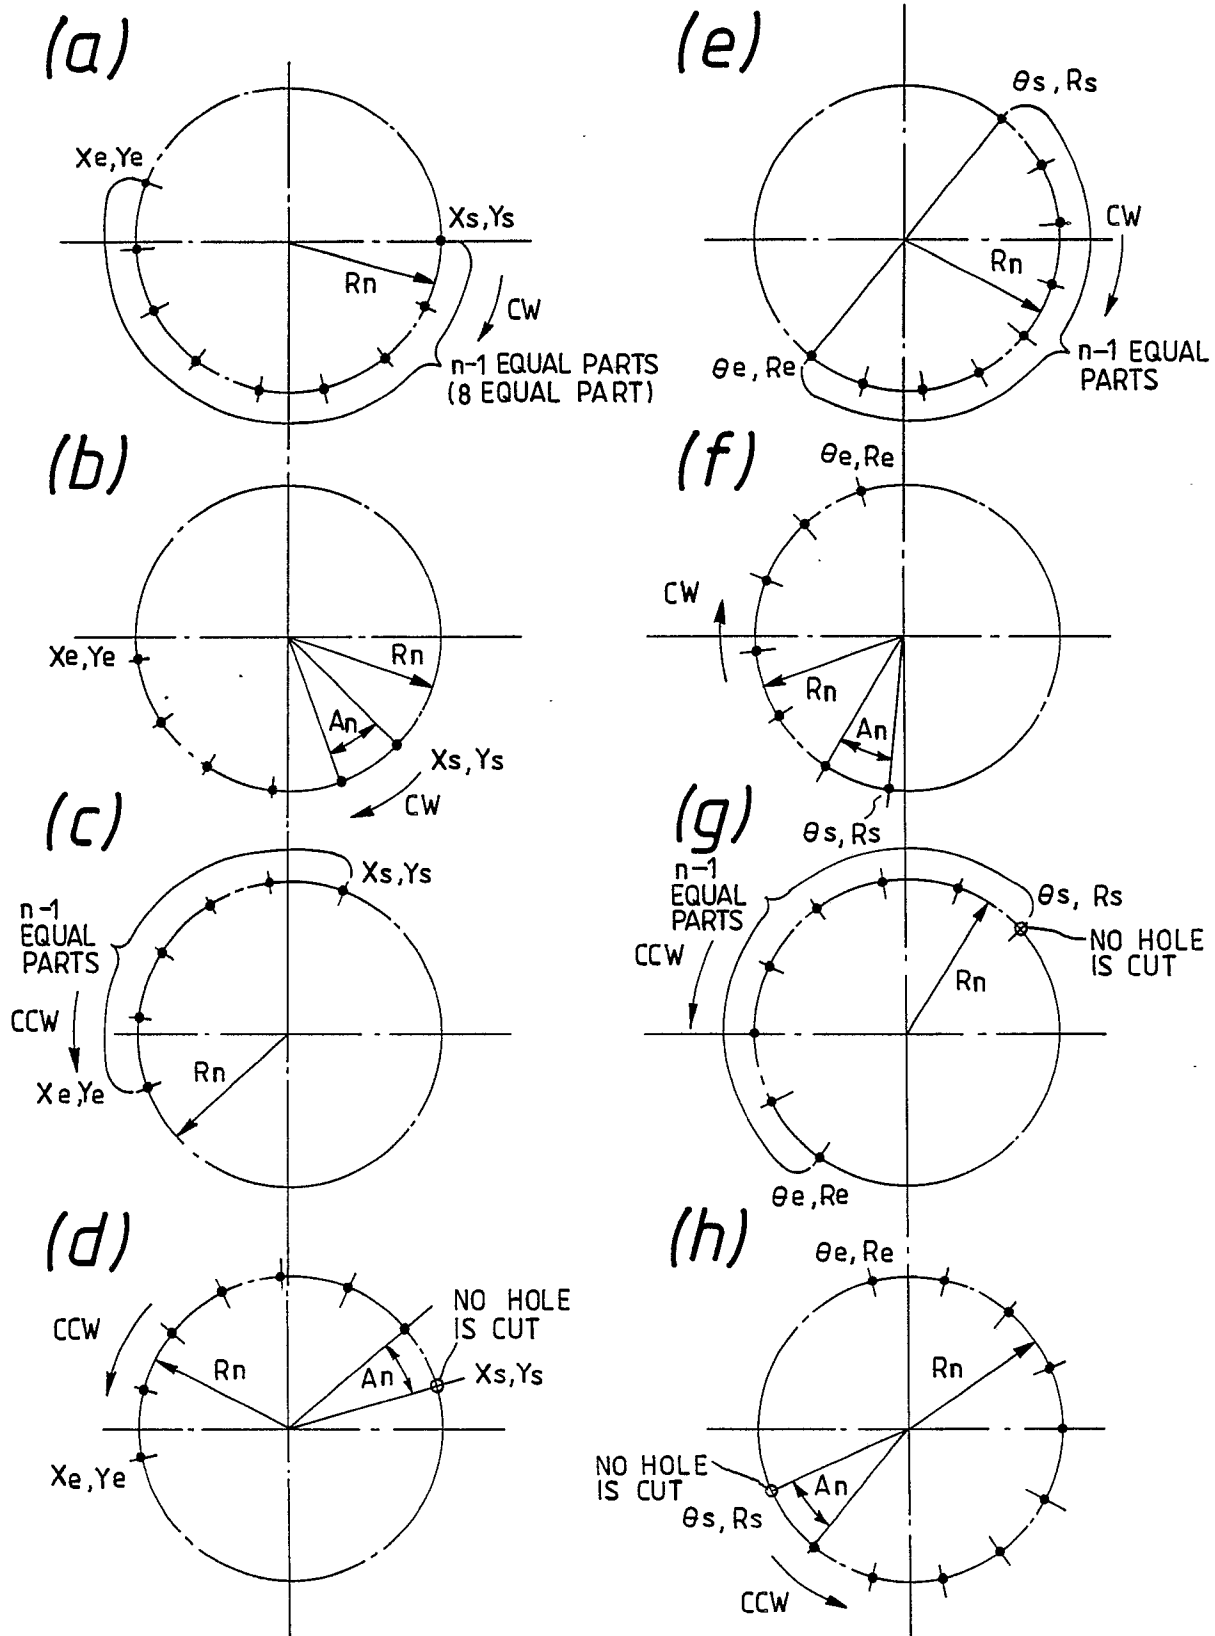 (a)
Xe,Ye
Xs,Ys
Rn
CW
n-1 EQUAL PARTS
(8 EQUAL PART)
(b)
Xe,Ye
Rn
An
Xs,Ys
CW
(c)
Xs,Ys
n-1
EQUAL
PARTS
CCW
Rn
Xe,Ye
(d)
CCW
NO HOLE
IS CUT
Rn
An
Xs,Ys
Xe,Ye
(e)
θs,Rs
CW
Rn
θe,Re
n-1 EQUAL
PARTS
(f)
θe,Re
CW
Rn
An
θs,Rs
(g)
n-1
EQUAL
PARTS
θs,Rs
CCW
NO HOLE
IS CUT
Rn
θe,Re
(h)
θe,Re
Rn
NO HOLE
IS CUT
An
θs,Rs
CCW